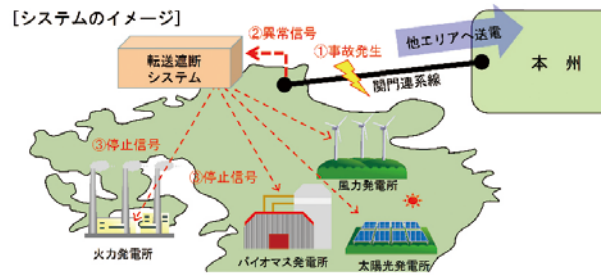 [システムのイメージ]
②異常信号
①事故発生
他エリアへ送電
転送遮断
システム
関門連系線
本 州
③停止信号
③停止信号
風力発電所
火力発電所
バイオマス発電所
太陽光発電所